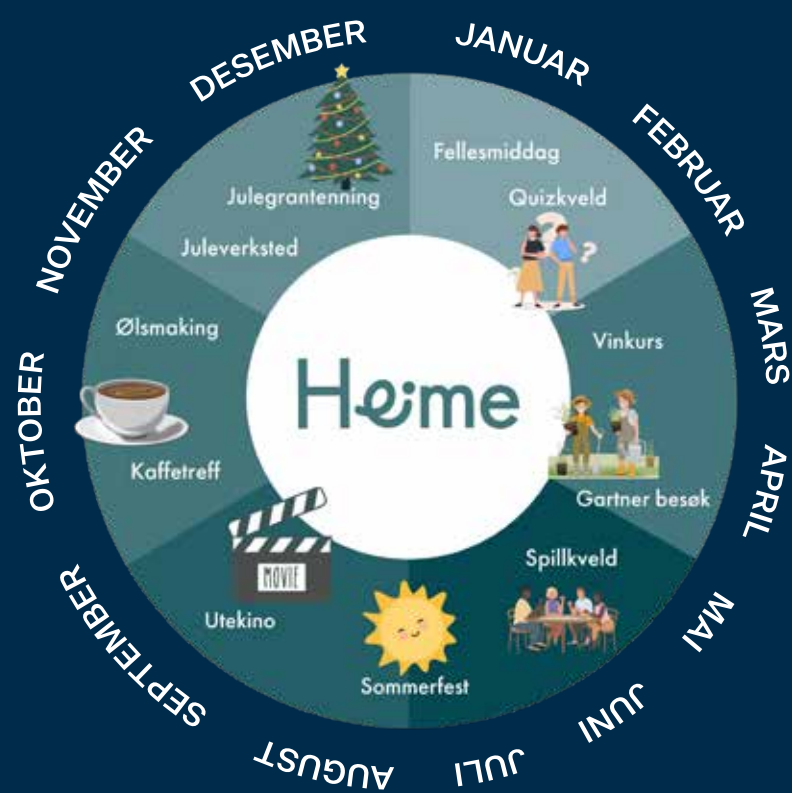 JANUAR
FEBRUAR
MARS
APRIL
MAI
JUNI
JULI
AUGUST
SEPTEMBER
OKTOBER
NOVEMBER
DESEMBER
Fellesmiddag
Quizkveld
?
?
Vinkurs
Gartner besøk
Spillkveld
Sommerfest
MOVIE
Utekino
Kaffetreff
Ølsmaking
Juleverksted
Julegrantenning
Heime